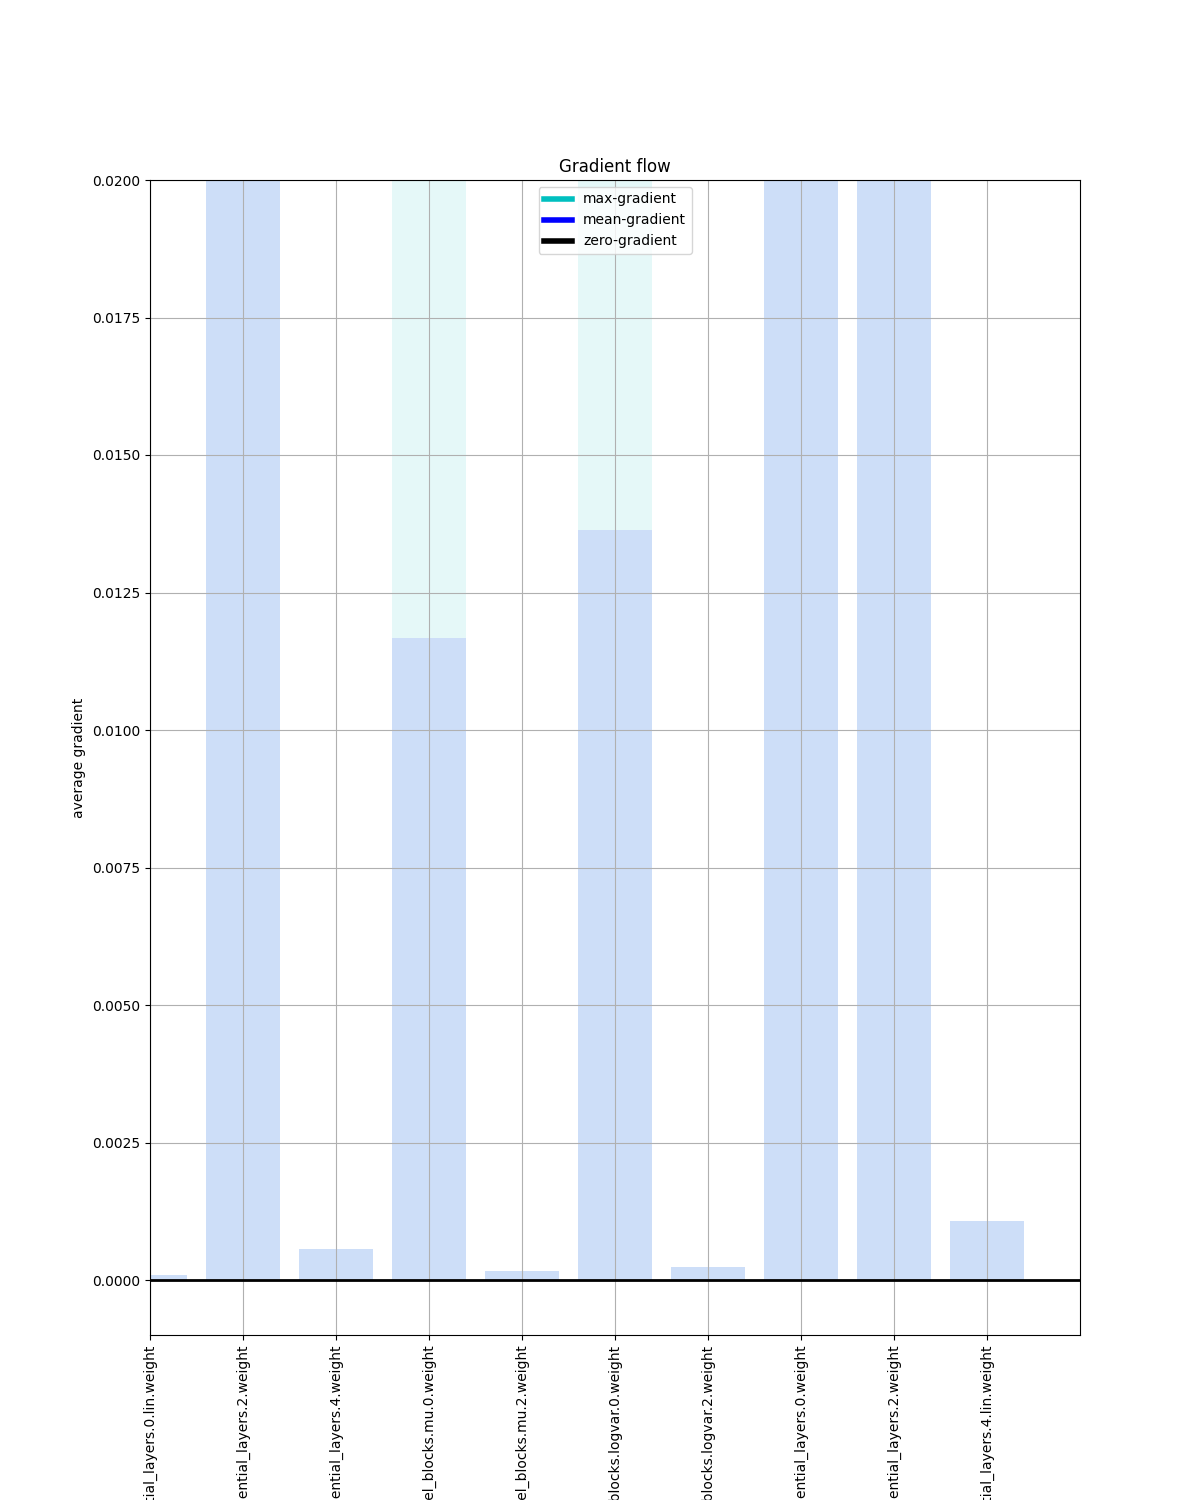 Gradient flow
max-gradient
mean-gradient
zero-gradient
0.0200
0.0175
0.0150
0.0125
0.0100
0.0075
0.0050
0.0025
0.0000
average gradient
tial_layers.0.lin.weight
ential_layers.2.weight
ential_layers.4.weight
el_blocks.mu.0.weight
el_blocks.mu.2.weight
blocks.logvar.0.weight
blocks.logvar.2.weight
ential_layers.0.weight
ential_layers.2.weight
tial_layers.4.lin.weight